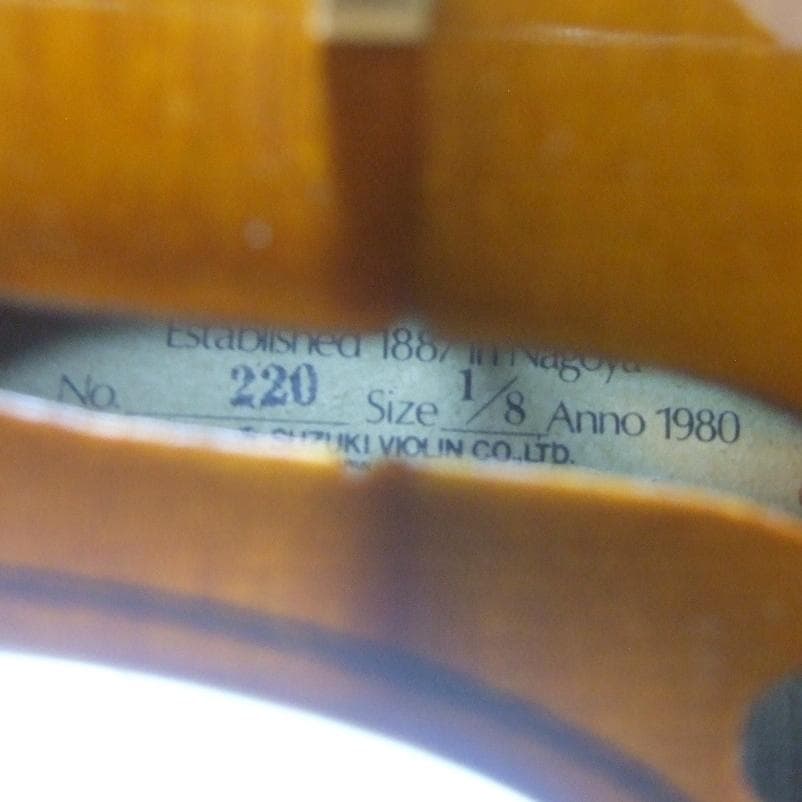 Established 1887 in Nagoya
No. 220 Size 1/8 Anno 1980
SUZUKI VIOLIN CO.,LTD.